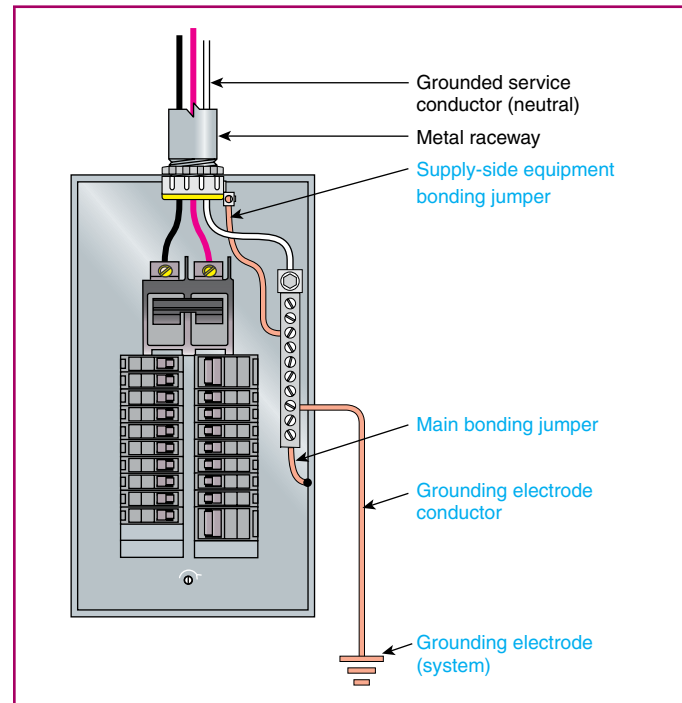 Grounded service
conductor (neutral)
Metal raceway
Supply-side equipment
bonding jumper
Main bonding jumper
Grounding electrode
conductor
Grounding electrode
(system)